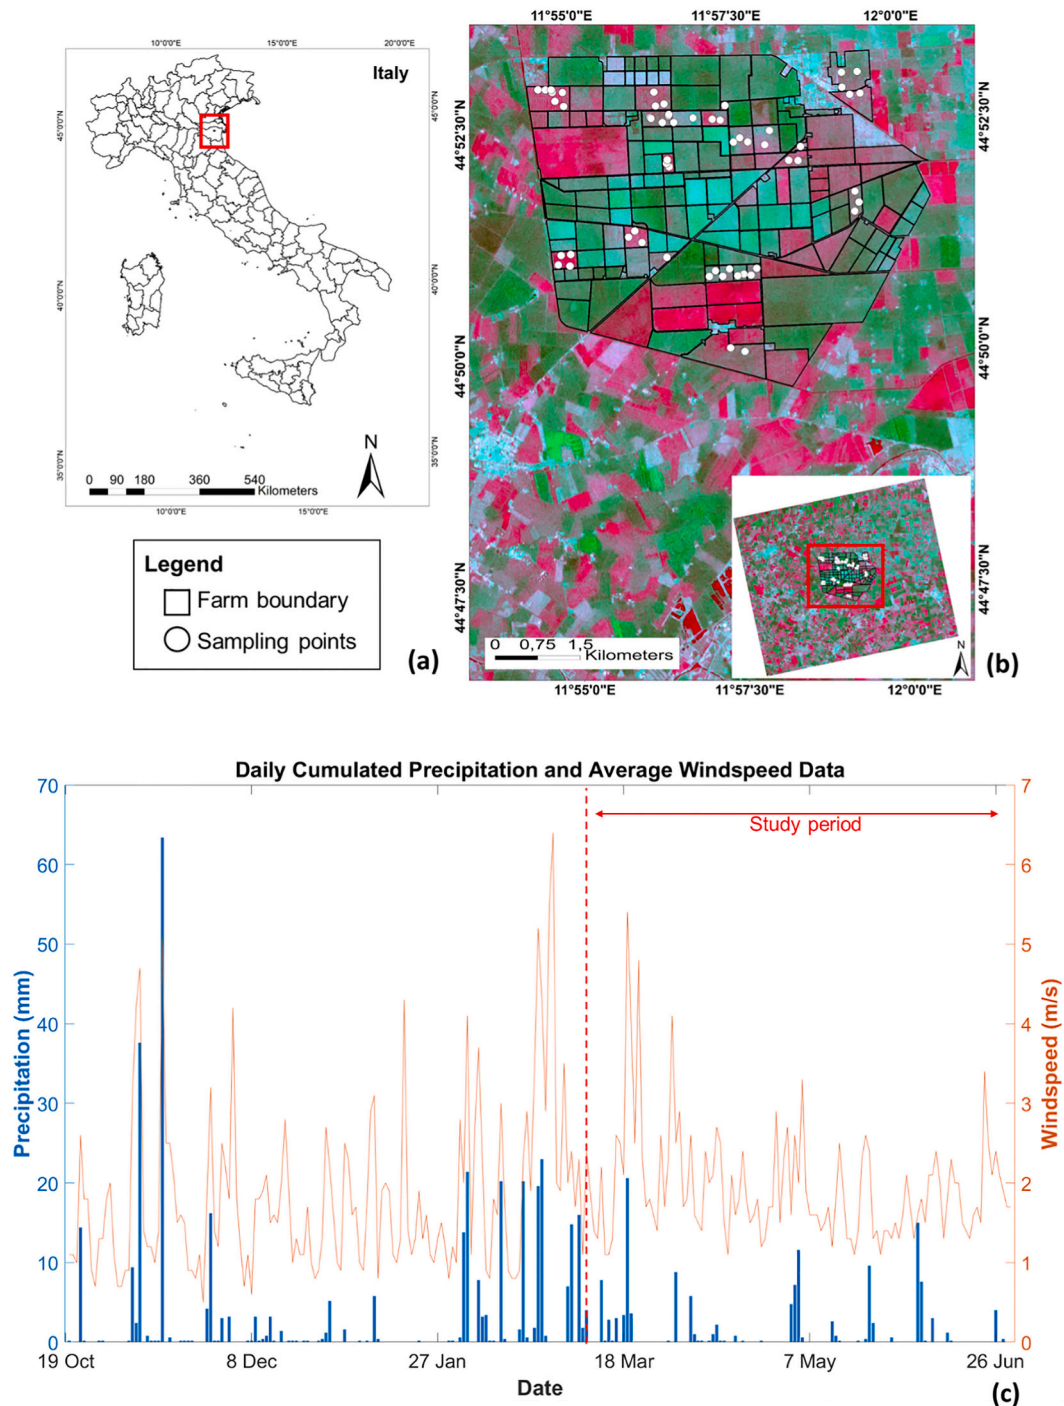 10°0'0"E 15°0'0"E 20°0'0"E
Italy
45°0'0"N
45°0'0"N
40°0'0"N
40°0'0"N
35°0'0"N
35°0'0"N
N
0 90 180 360 540
Kilometers
10°0'0"E 15°0'0"E
Legend
Farm boundary
Sampling points
(a)
11°55'0"E 11°57'30"E 12°0'0"E
44°52'30"N
44°52'30"N
44°50'0"N
44°50'0"N
44°47'30"N
44°47'30"N
0 0,75 1,5
Kilometers
N
(b)
11°55'0"E 11°57'30"E 12°0'0"E
Daily Cumulated Precipitation and Average Windspeed Data
Study period
70
60
50
40
30
20
10
0
Precipitation (mm)
7
6
5
4
3
2
1
0
Windspeed (m/s)
19 Oct 8 Dec 27 Jan 18 Mar 7 May 26 Jun
Date
(c)